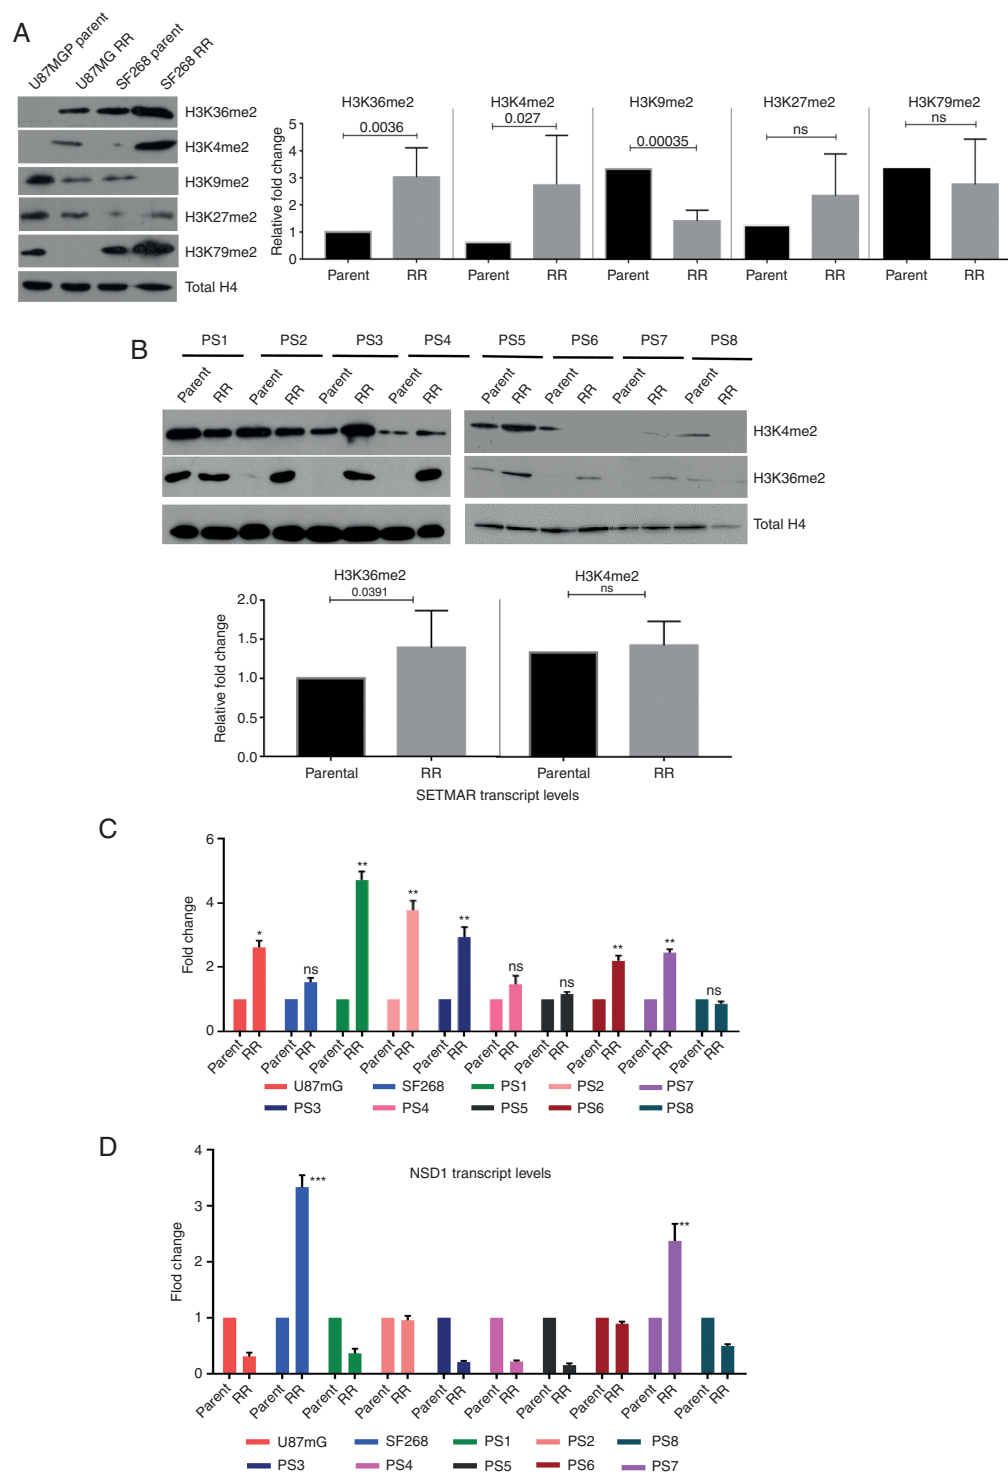 A
U87MGP parent
U87MG RR
SF268 parent
SF268 RR
H3K36me2
H3K4me2
H3K9me2
H3K27me2
H3K79me2
Total H4
H3K36me2
H3K4me2
H3K9me2
H3K27me2
H3K79me2
0.0036
0.027
0.00035
ns
ns
Relative fold change
5
4
3
2
1
0
Parent RR Parent RR Parent RR Parent RR Parent RR
B
PS1 PS2 PS3 PS4 PS5 PS6 PS7 PS8
Parent RR Parent RR Parent RR Parent RR Parent RR Parent RR Parent RR Parent RR
H3K4me2
H3K36me2
Total H4
H3K36me2
0.0391
H3K4me2
ns
Relative fold change
2.0
1.5
1.0
0.5
0.0
Parental RR Parental RR
SETMAR transcript levels
C
Fold change
6
4
2
0
* ns ** ** ** ns ns ** ** ns
Parent RR Parent RR Parent RR Parent RR Parent RR Parent RR Parent RR Parent RR Parent RR Parent RR
U87mG SF268 PS1 PS2 PS7
PS3 PS4 PS5 PS6 PS8
D
NSD1 transcript levels
Flod change
4
3
2
1
0
*** **
Parent RR Parent RR Parent RR Parent RR Parent RR Parent RR Parent RR Parent RR Parent RR Parent RR
U87mG SF268 PS1 PS2 PS8
PS3 PS4 PS5 PS6 PS7